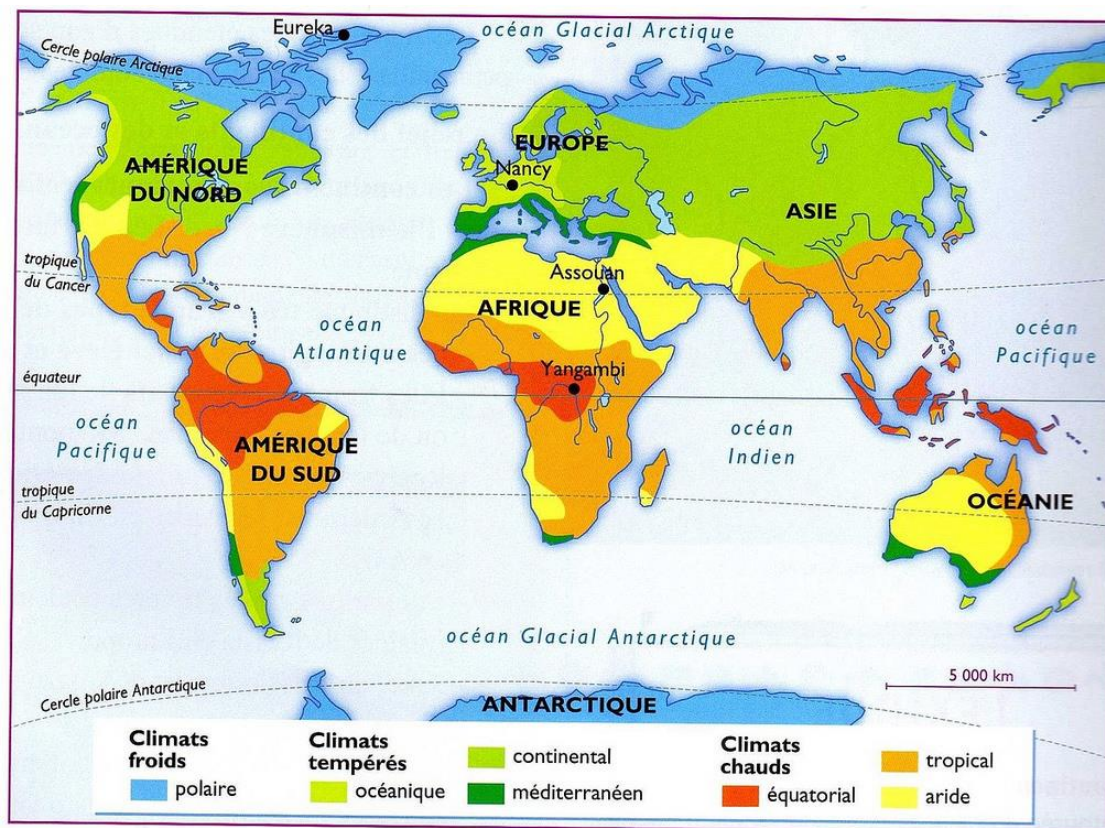 Eureka
océan Glacial Arctique
Cercle polaire Arctique
EUROPE
AMÉRIQUE
DU NORD
Nancy
ASIE
tropique
du Cancer
Assouan
AFRIQUE
océan
Atlantique
océan
Pacifique
équateur
Yangambi
océan
Pacifique
AMÉRIQUE
DU SUD
océan
Indien
tropique
du Capricorne
OCÉANIE
océan Glacial Antarctique
5 000 km
Cercle polaire Antarctique
ANTARCTIQUE
Climats
froids
polaire
Climats
tempérés
océanique
continental
méditerranéen
Climats
chauds
équatorial
tropical
aride